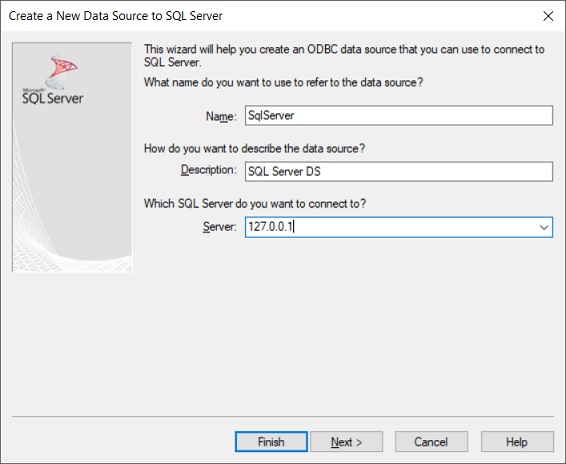 Create a New Data Source to SQL Server
This wizard will help you create an ODBC data source that you can use to connect to
SQL Server.
What name do you want to use to refer to the data source?
Microsoft
SQL Server
Name: SqlServer
How do you want to describe the data source?
Description: SQL Server DS
Which SQL Server do you want to connect to?
Server: 127.0.0.1
Finish
Next >
Cancel
Help